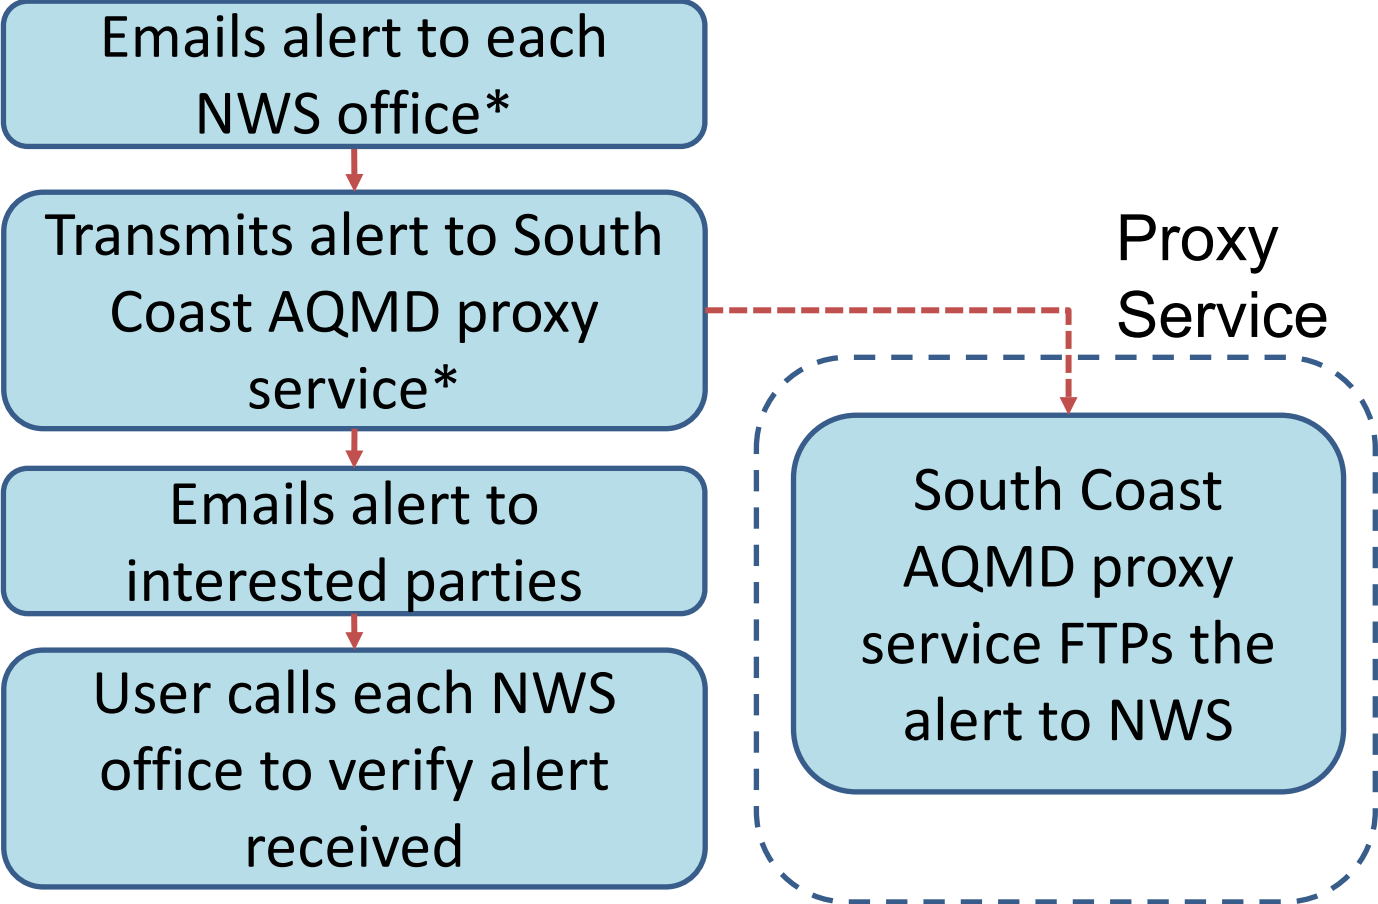 Emails alert to each
NWS office*
Transmits alert to South
Coast AQMD proxy
service*
Emails alert to
interested parties
User calls each NWS
office to verify alert
received
Proxy
Service
South Coast
AQMD proxy
service FTPs the
alert to NWS